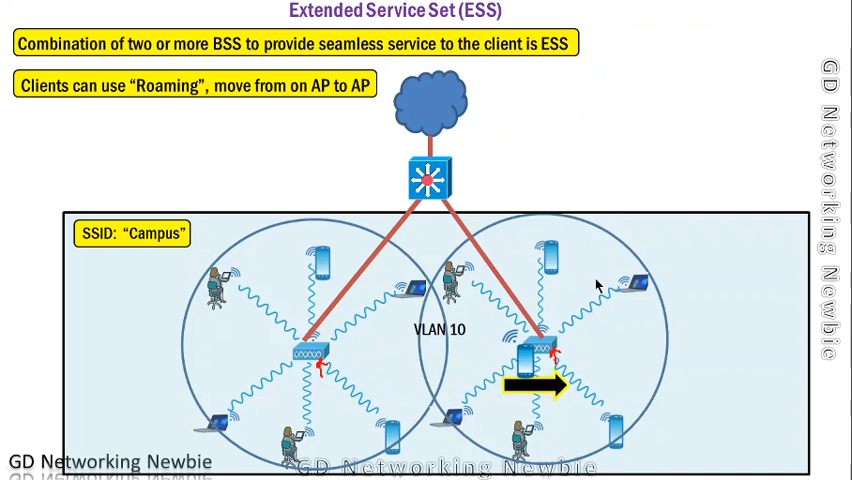 Extended Service Set (ESS)
Combination of two or more BSS to provide seamless service to the client is ESS
Clients can use “Roaming”, move from on AP to AP
SSID: “Campus”
VLAN 10
GD Networking Newbie
GD Networking Newbie
GD Networking Newbie